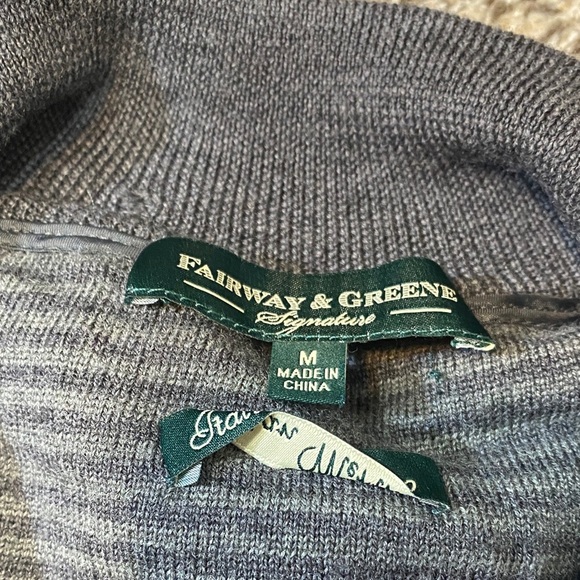 FAIRWAY & GREENE
Signature
M
MADE IN
CHINA